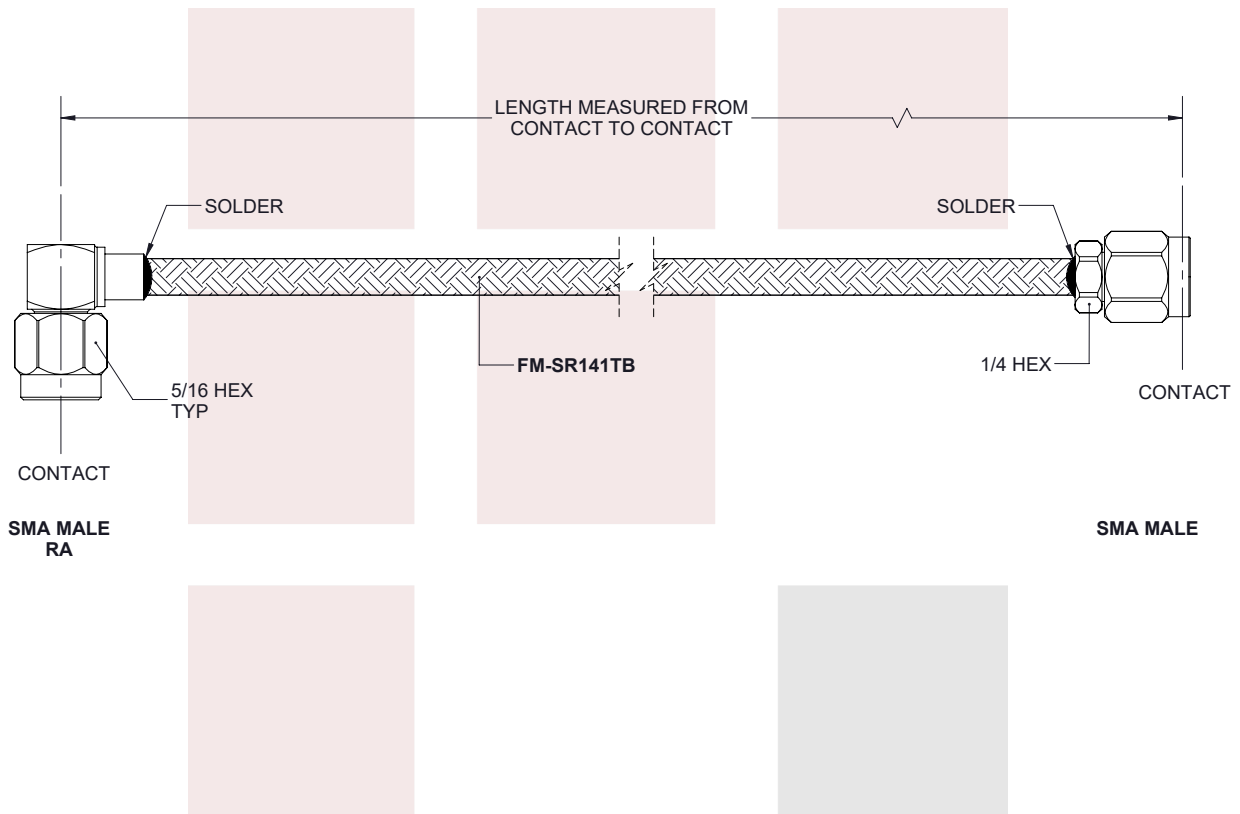 LENGTH MEASURED FROM
CONTACT TO CONTACT
SOLDER
SOLDER
FM-SR141TB
1/4 HEX
5/16 HEX
TYP
CONTACT
CONTACT
SMA MALE
RA
SMA MALE